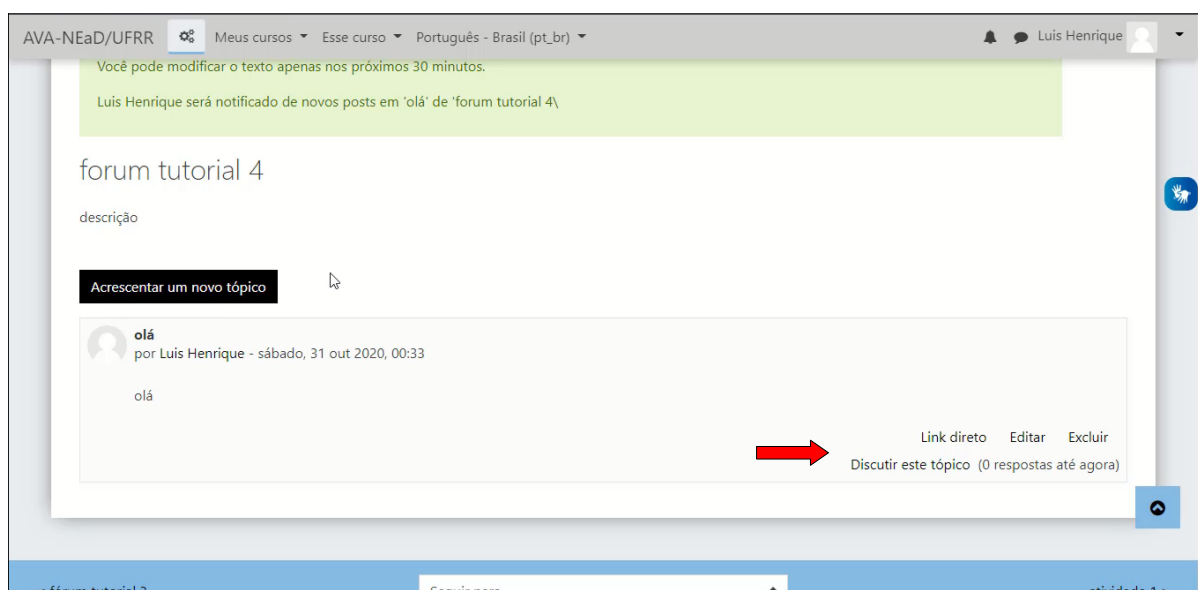 AVA-NEaD/UFRR Meus cursos Esse curso Português - Brasil (pt_br) Luis Henrique
Você pode modificar o texto apenas nos próximos 30 minutos.
Luis Henrique será notificado de novos posts em 'olá' de 'forum tutorial 4\
forum tutorial 4
descrição
Acrescentar um novo tópico
olá
por Luis Henrique - sábado, 31 out 2020, 00:33
olá
Link direto Editar Excluir
Discutir este tópico (0 respostas até agora)